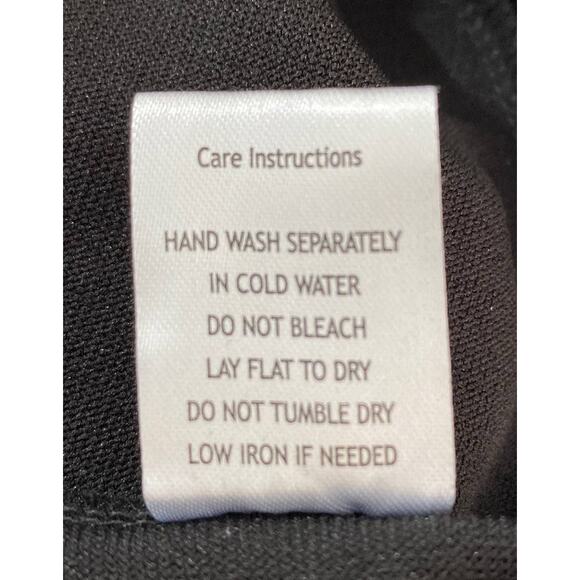 Care Instructions
HAND WASH SEPARATELY
IN COLD WATER
DO NOT BLEACH
LAY FLAT TO DRY
DO NOT TUMBLE DRY
LOW IRON IF NEEDED